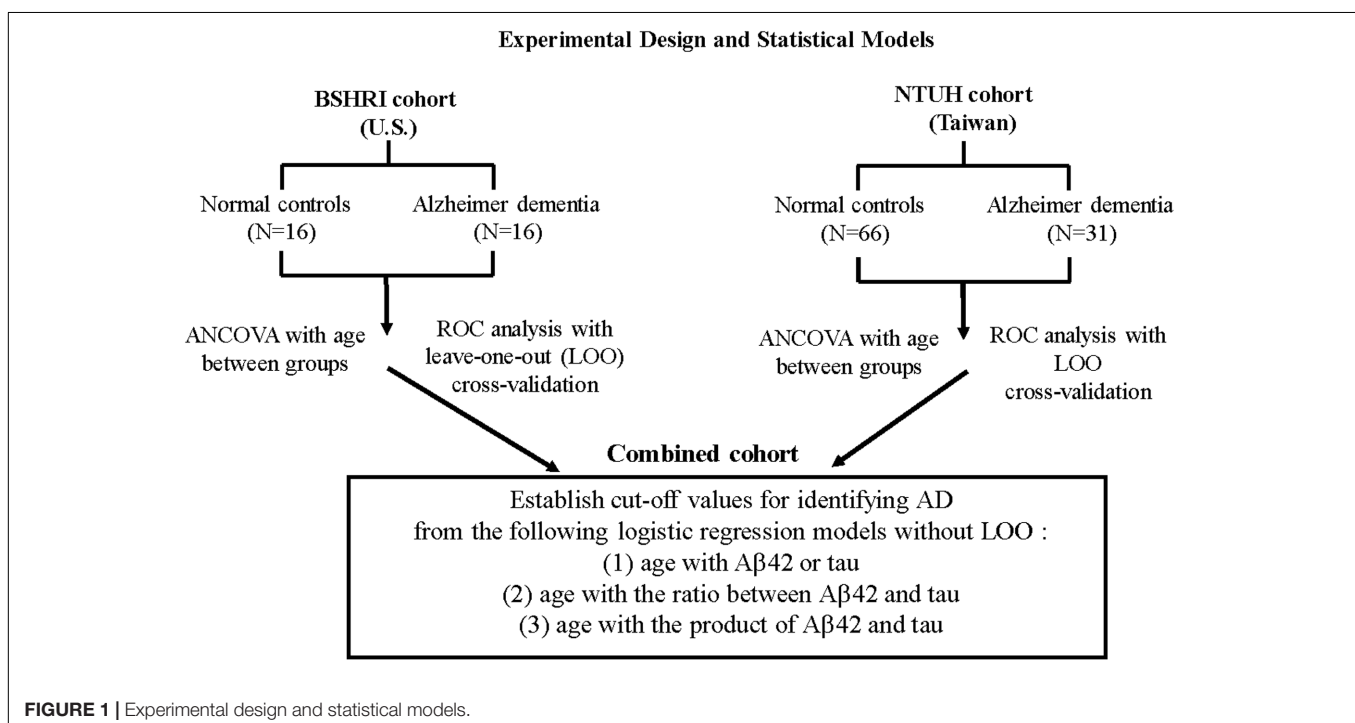 Experimental Design and Statistical Models
BSHRI cohort
(U.S.)
NTUH cohort
(Taiwan)
Normal controls
(N=16)
Alzheimer dementia
(N=16)
Normal controls
(N=66)
Alzheimer dementia
(N=31)
ANCOVA with age
between groups
ROC analysis with
leave-one-out (LOO)
cross-validation
ANCOVA with age
between groups
ROC analysis with
LOO
cross-validation
Combined cohort
Establish cut-off values for identifying AD
from the following logistic regression models without LOO :
(1) age with Aβ42 or tau
(2) age with the ratio between Aβ42 and tau
(3) age with the product of Aβ42 and tau
FIGURE 1 | Experimental design and statistical models.